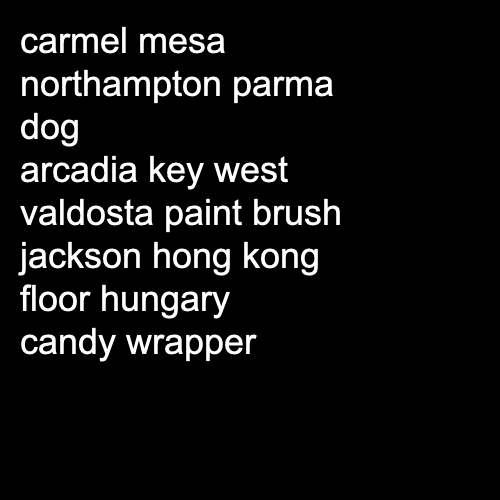 carmel mesa
northampton parma
dog
arcadia key west
valdosta paint brush
jackson hong kong
floor hungary
candy wrapper